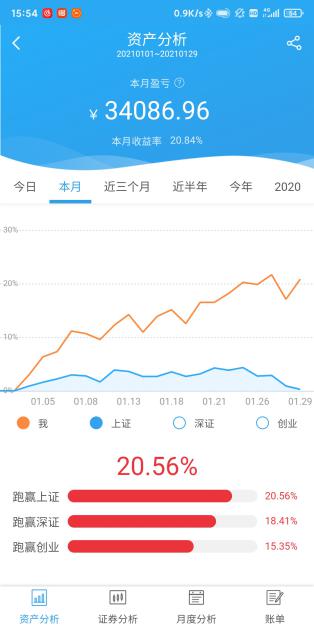 15:54 0.9K/s 54
资产分析
20210101~20210129
本月盈亏 ?
¥ 34086.96
本月收益率 20.84%
今日 本月 近三个月 近半年 今年 2020
30%
20%
10%
0%
01.05 01.08 01.13 01.18 01.21 01.26 01.29
我 上证 深证 创业
20.56%
跑赢上证 20.56%
跑赢深证 18.41%
跑赢创业 15.35%
资产分析 证券分析 月度分析 账单